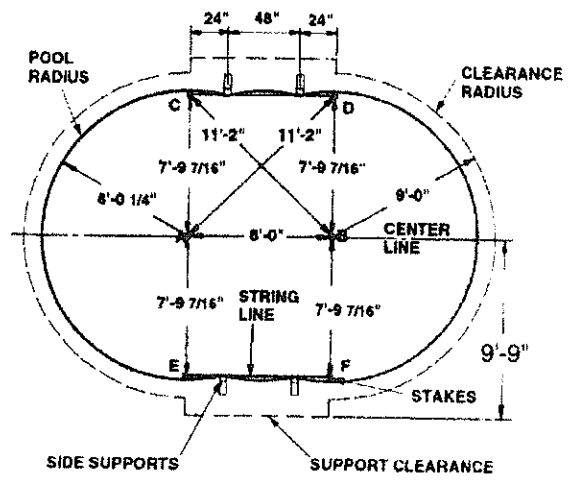 24" 48" 24"
POOL
RADIUS
CLEARANCE
RADIUS
C
D
11'-2" 11'-2"
7'-9 7/16" 7'-9 7/16"
8'-0 1/4"
9'-0"
A
8'-0"
B
CENTER
LINE
7'-9 7/16"
STRING
LINE
7'-9 7/16"
9'-9"
E
F
STAKES
SIDE SUPPORTS
SUPPORT CLEARANCE